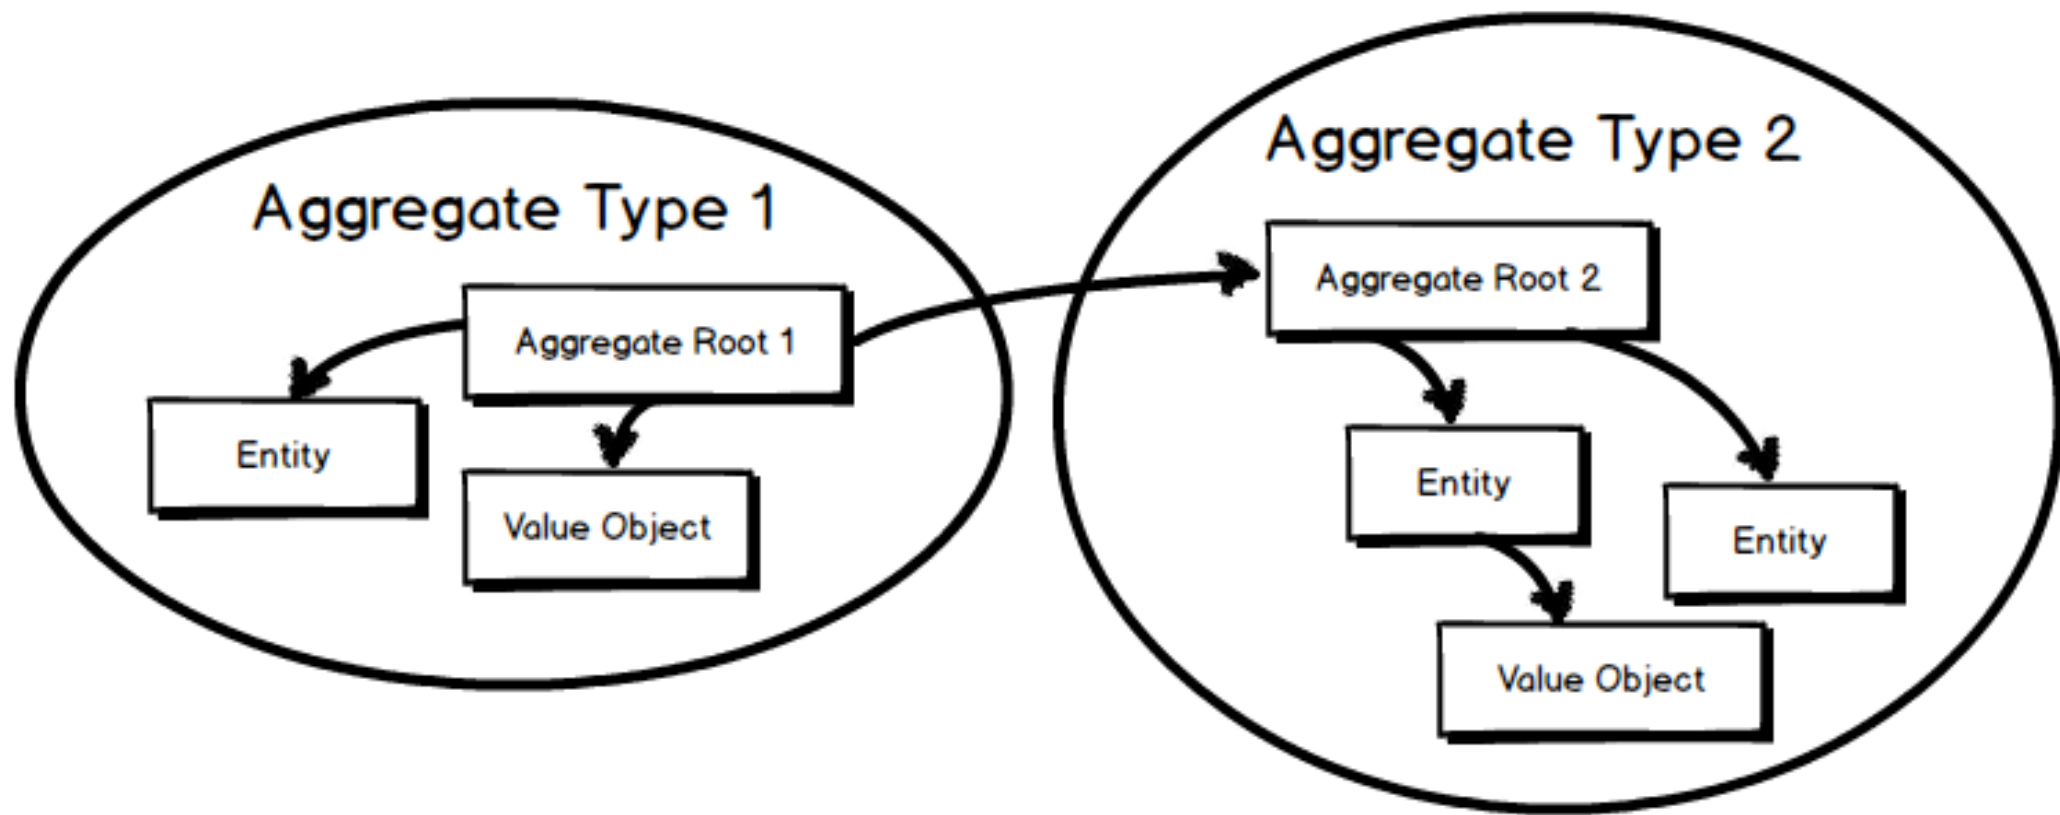 Aggregate Type 1
Aggregate Root 1
Entity
Value Object
Aggregate Type 2
Aggregate Root 2
Entity
Entity
Value Object